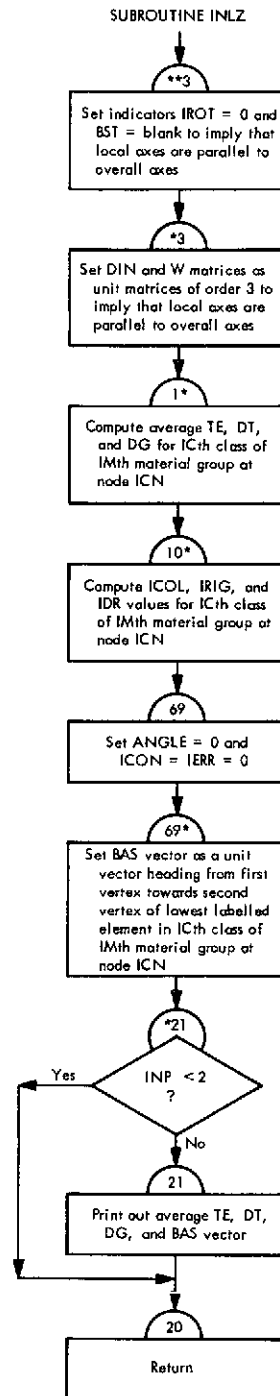 SUBROUTINE INLZ
**3
Set indicators IROT = 0 and
BST = blank to imply that
local axes are parallel to
overall axes
*3
Set DIN and W matrices as
unit matrices of order 3 to
imply that local axes are
parallel to overall axes
1*
Compute average TE, DT,
and DG for ICth class of
IMth material group at
node ICN
10*
Compute ICOL, IRIG, and
IDR values for ICth class
of IMth material group at
node ICN
69
Set ANGLE = 0 and
ICON = IERR = 0
69*
Set BAS vector as a unit
vector heading from first
vertex towards second
vertex of lowest labelled
element in ICth class of
IMth material group at
node ICN
*21
Yes
INP < 2
?
No
21
Print out average TE, DT,
DG, and BAS vector
20
Return